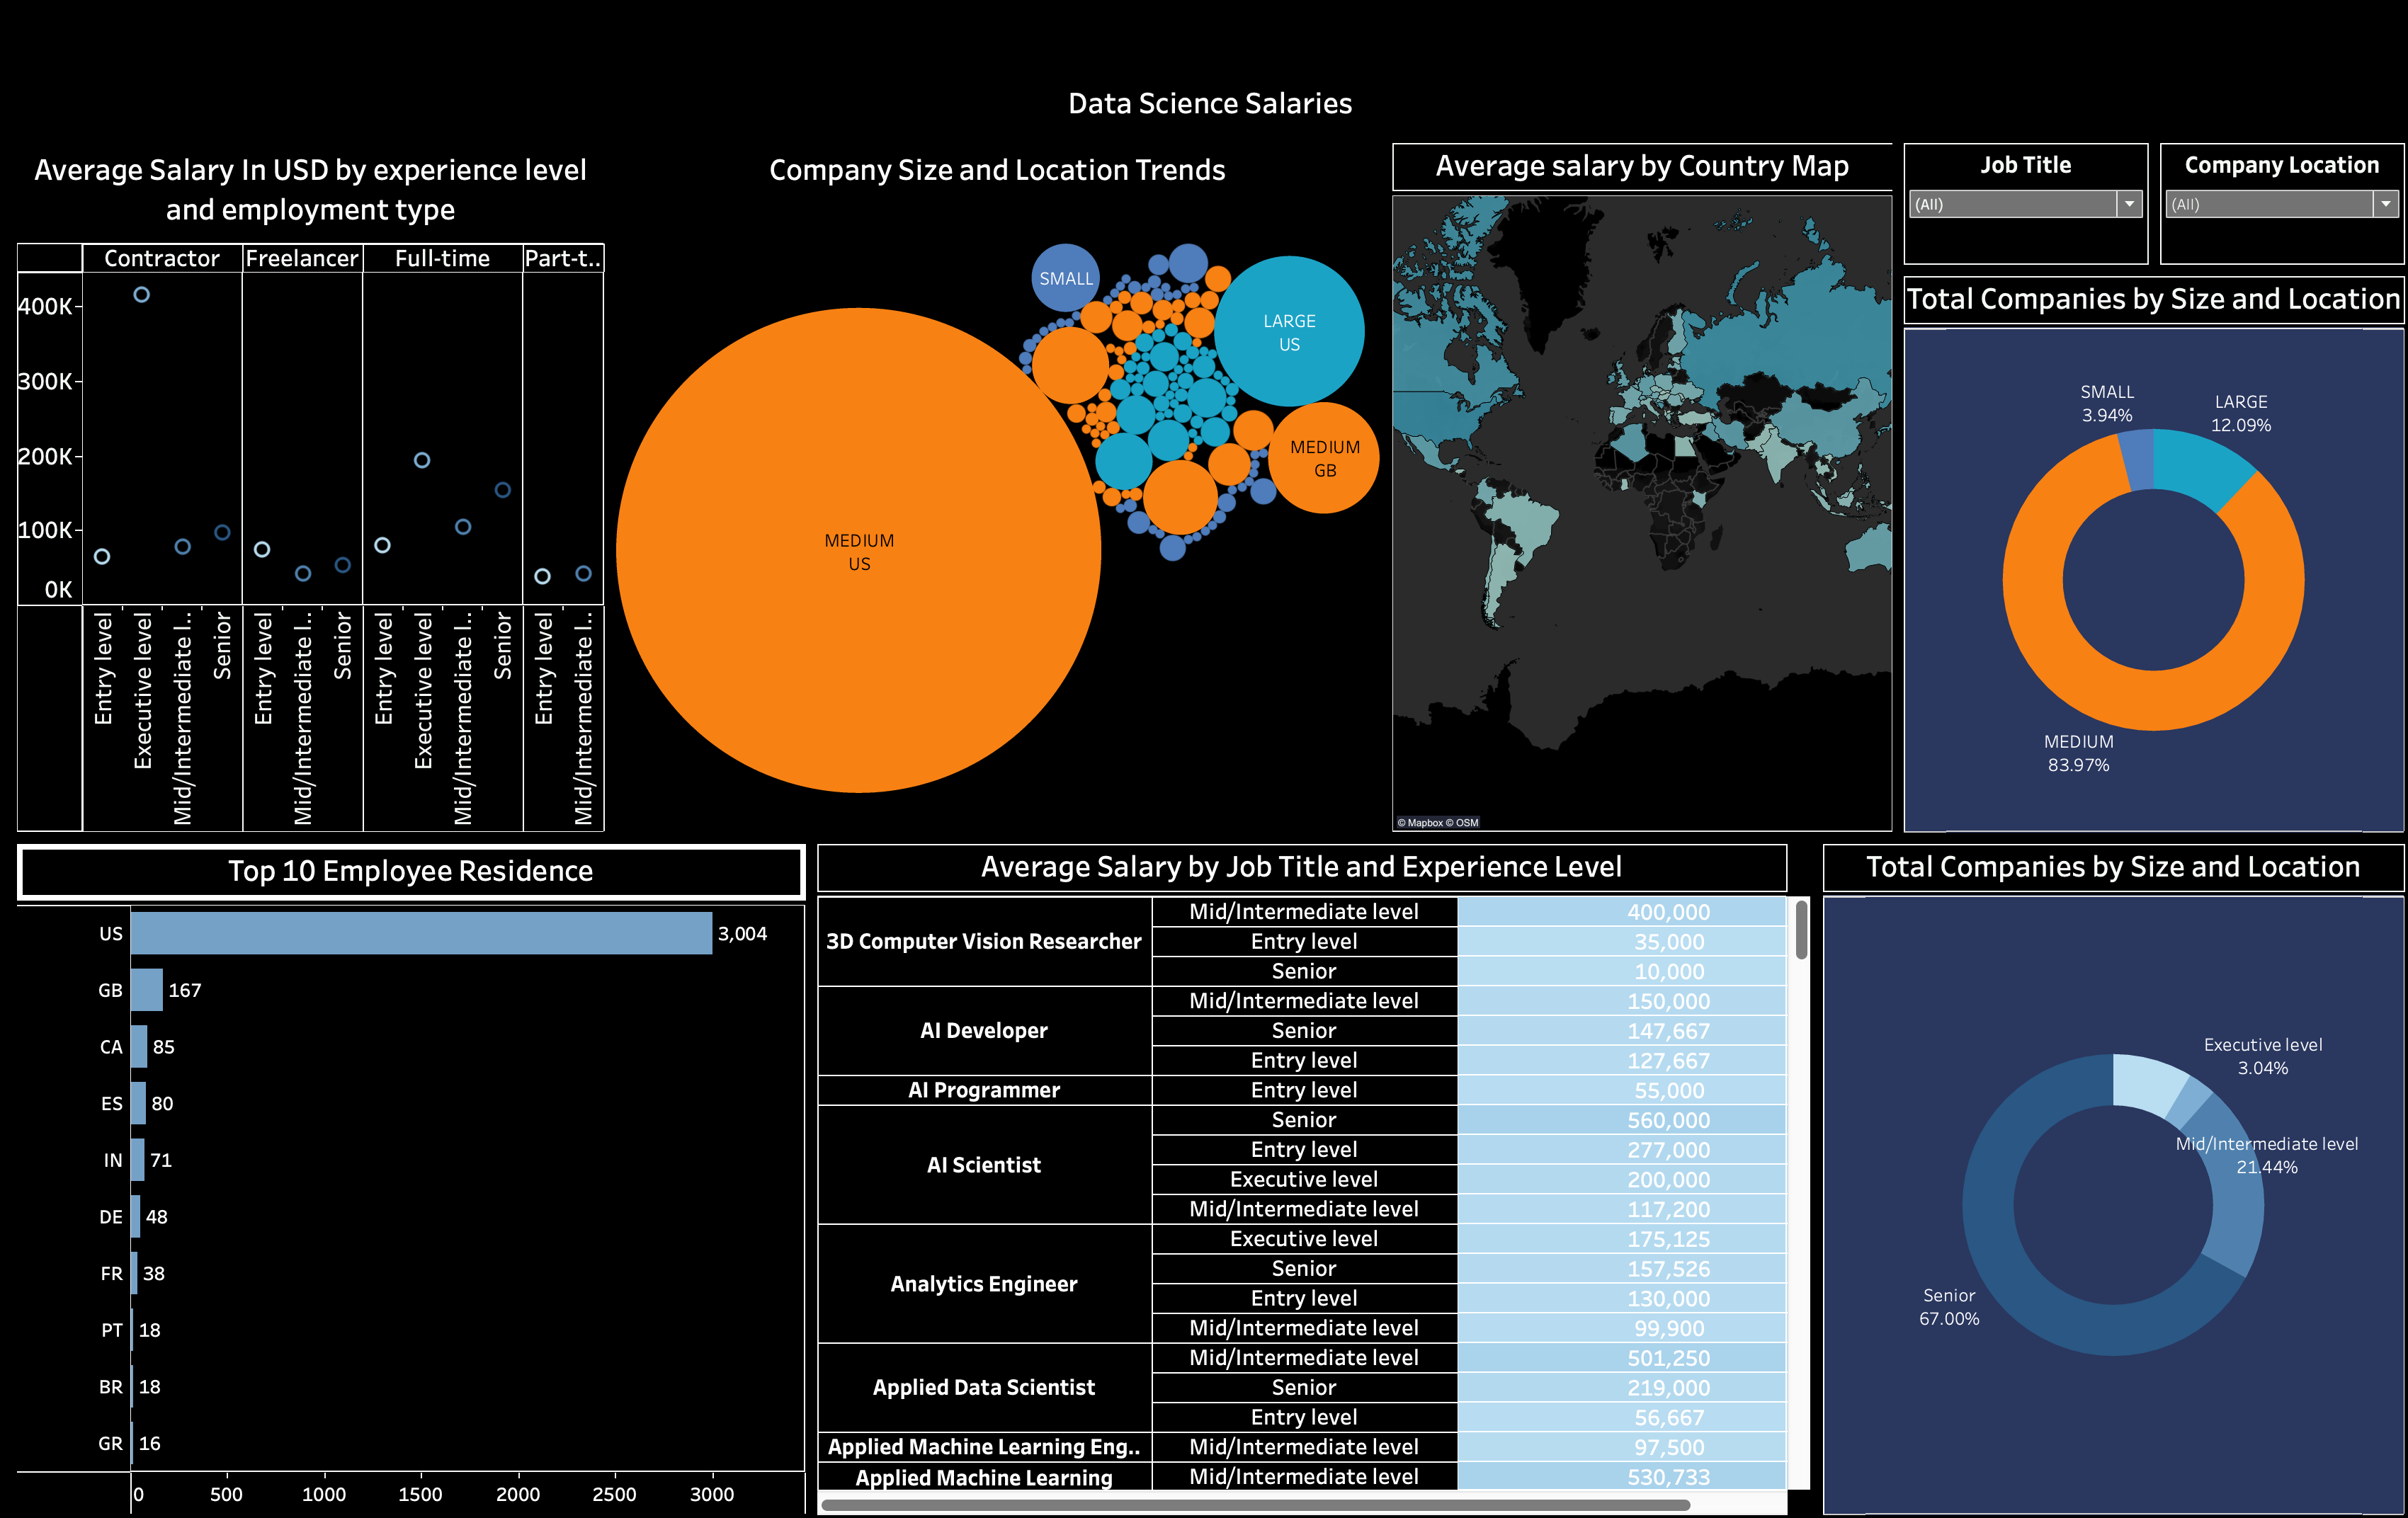 Data Science Salaries
Average Salary In USD by experience level
and employment type
Contractor
Freelancer
Full-time
Part-t..
400K
300K
200K
100K
0K
Entry level
Executive level
Mid/Intermediate l..
Senior
Entry level
Mid/Intermediate l..
Senior
Entry level
Executive level
Mid/Intermediate l..
Senior
Entry level
Mid/Intermediate l..
Company Size and Location Trends
SMALL
LARGE
US
MEDIUM
GB
MEDIUM
US
Average salary by Country Map
© Mapbox © OSM
Job Title
(All)
Company Location
(All)
Total Companies by Size and Location
SMALL
3.94%
LARGE
12.09%
MEDIUM
83.97%
Top 10 Employee Residence
US 3,004
GB 167
CA 85
ES 80
IN 71
DE 48
FR 38
PT 18
BR 18
GR 16
0 500 1000 1500 2000 2500 3000
Average Salary by Job Title and Experience Level
3D Computer Vision Researcher
Mid/Intermediate level 400,000
Entry level 35,000
Senior 10,000
AI Developer
Mid/Intermediate level 150,000
Senior 147,667
Entry level 127,667
AI Programmer
Entry level 55,000
AI Scientist
Senior 560,000
Entry level 277,000
Executive level 200,000
Mid/Intermediate level 117,200
Analytics Engineer
Executive level 175,125
Senior 157,526
Entry level 130,000
Mid/Intermediate level 99,900
Applied Data Scientist
Mid/Intermediate level 501,250
Senior 219,000
Entry level 56,667
Applied Machine Learning Eng..
Mid/Intermediate level 97,500
Applied Machine Learning
Mid/Intermediate level 530,733
Total Companies by Size and Location
Executive level
3.04%
Mid/Intermediate level
21.44%
Senior
67.00%